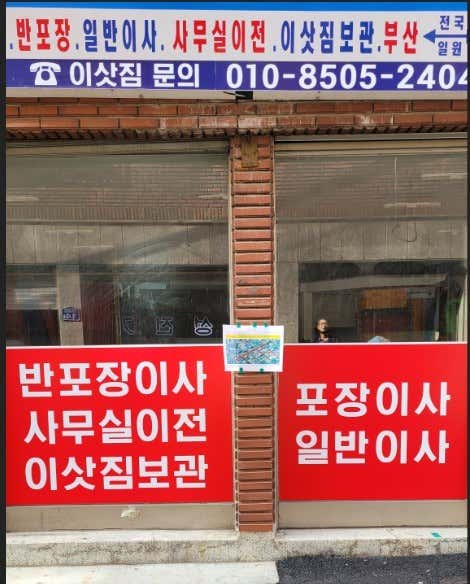 .반포장.일반이사.사무실이전.이삿짐보관.부산
전국
일원
☎ 이삿짐 문의 010-8505-2404
반포장이사
사무실이전
이삿짐보관
포장이사
일반이사